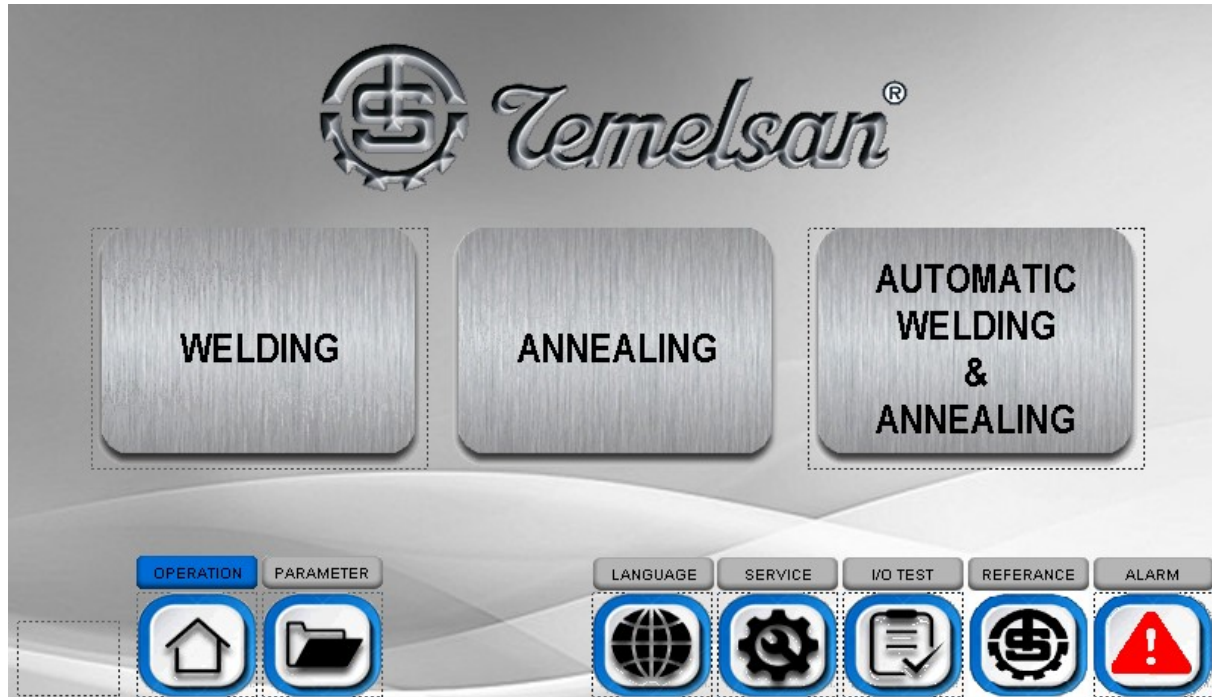 Temelsan®
WELDING
ANNEALING
AUTOMATIC
WELDING
&
ANNEALING
OPERATION
PARAMETER
LANGUAGE
SERVICE
I/O TEST
REFERANCE
ALARM